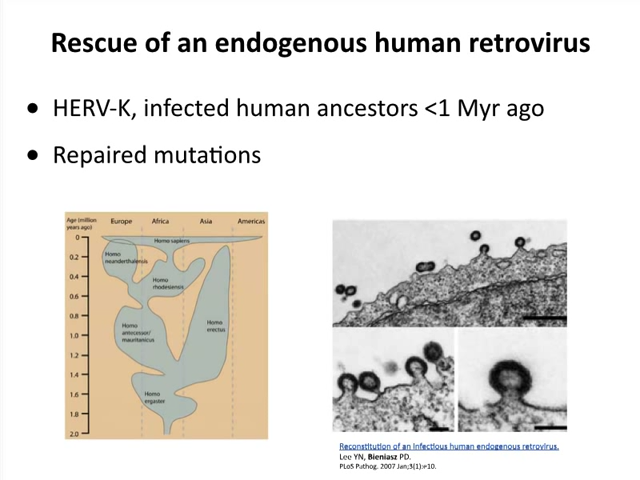 Rescue of an endogenous human retrovirus
• HERV-K, infected human ancestors <1 Myr ago
• Repaired mutations
Age (million
years ago)
Europe Africa Asia Americas
0
0.2
0.4
0.6
0.8
1.0
1.2
1.4
1.6
1.8
2.0
Homo sapiens
Homo
neanderthalensis
Homo
rhodesiensis
Homo
antecessor/
mauritanicus
Homo
erectus
Homo
ergaster
Reconstitution of an infectious human endogenous retrovirus.
Lee YN, Bieniasz PD.
PLoS Pathog. 2007 Jan;3(1):e10.